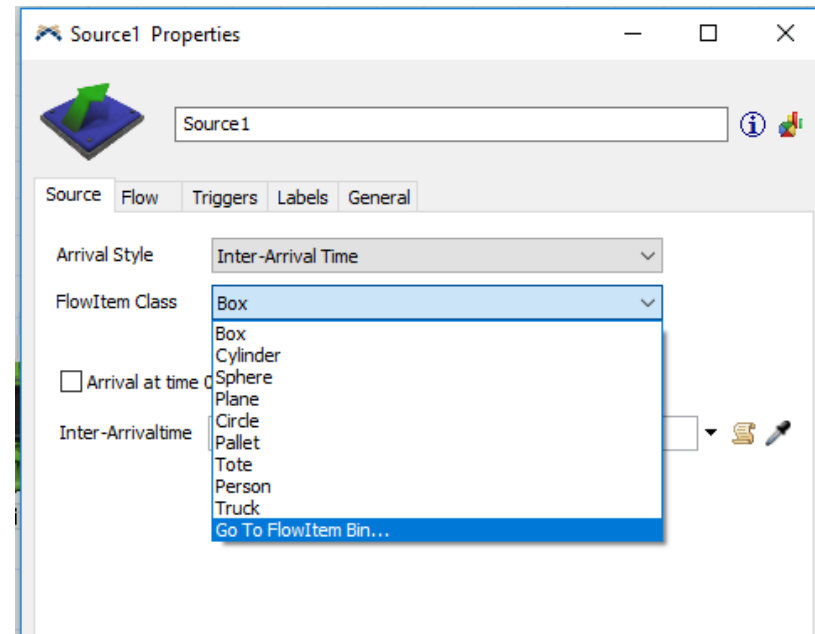 Source1 Properties
Source1
Source Flow Triggers Labels General
Arrival Style Inter-Arrival Time
FlowItem Class Box
Box
Cylinder
Arrival at time 0 Sphere
Plane
Inter-Arrivaltime Circle
Pallet
Tote
Person
Truck
Go To FlowItem Bin...